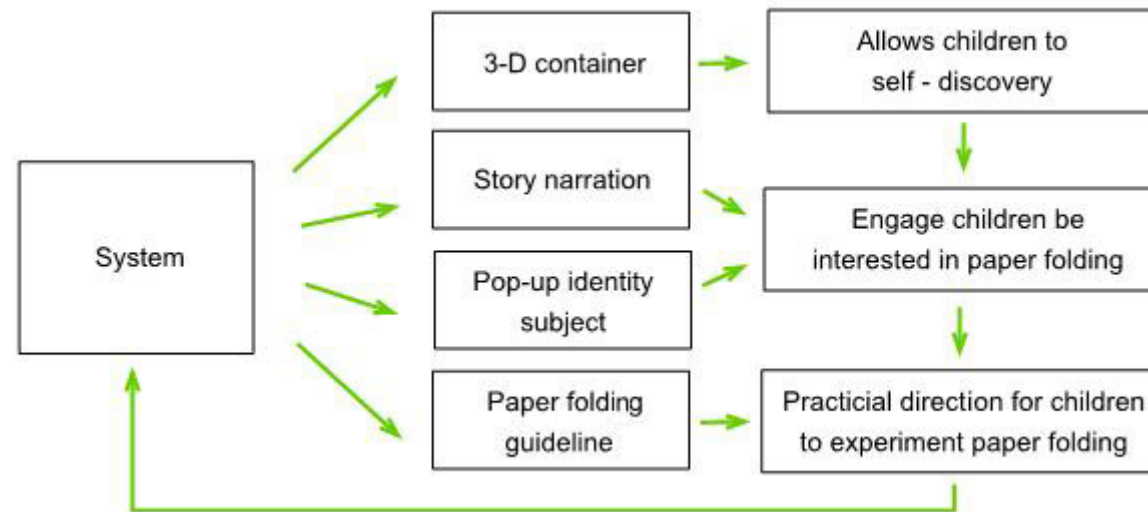 3-D container
Allows children to
self - discovery
Story narration
System
Engage children be
interested in paper folding
Pop-up identity
subject
Paper folding
guideline
Practicial direction for children
to experiment paper folding